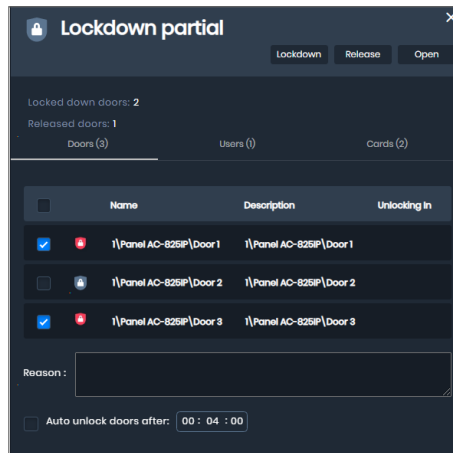 Lockdown partial
Lockdown Release Open
Locked down doors: 2
Released doors: 1
Doors (3) Users (1) Cards (2)
Name Description Unlocking In
1\Panel AC-825IP\Door 1 1\Panel AC-825IP\Door 1
1\Panel AC-825IP\Door 2 1\Panel AC-825IP\Door 2
1\Panel AC-825IP\Door 3 1\Panel AC-825IP\Door 3
Reason :
Auto unlock doors after: 00 : 04 : 00